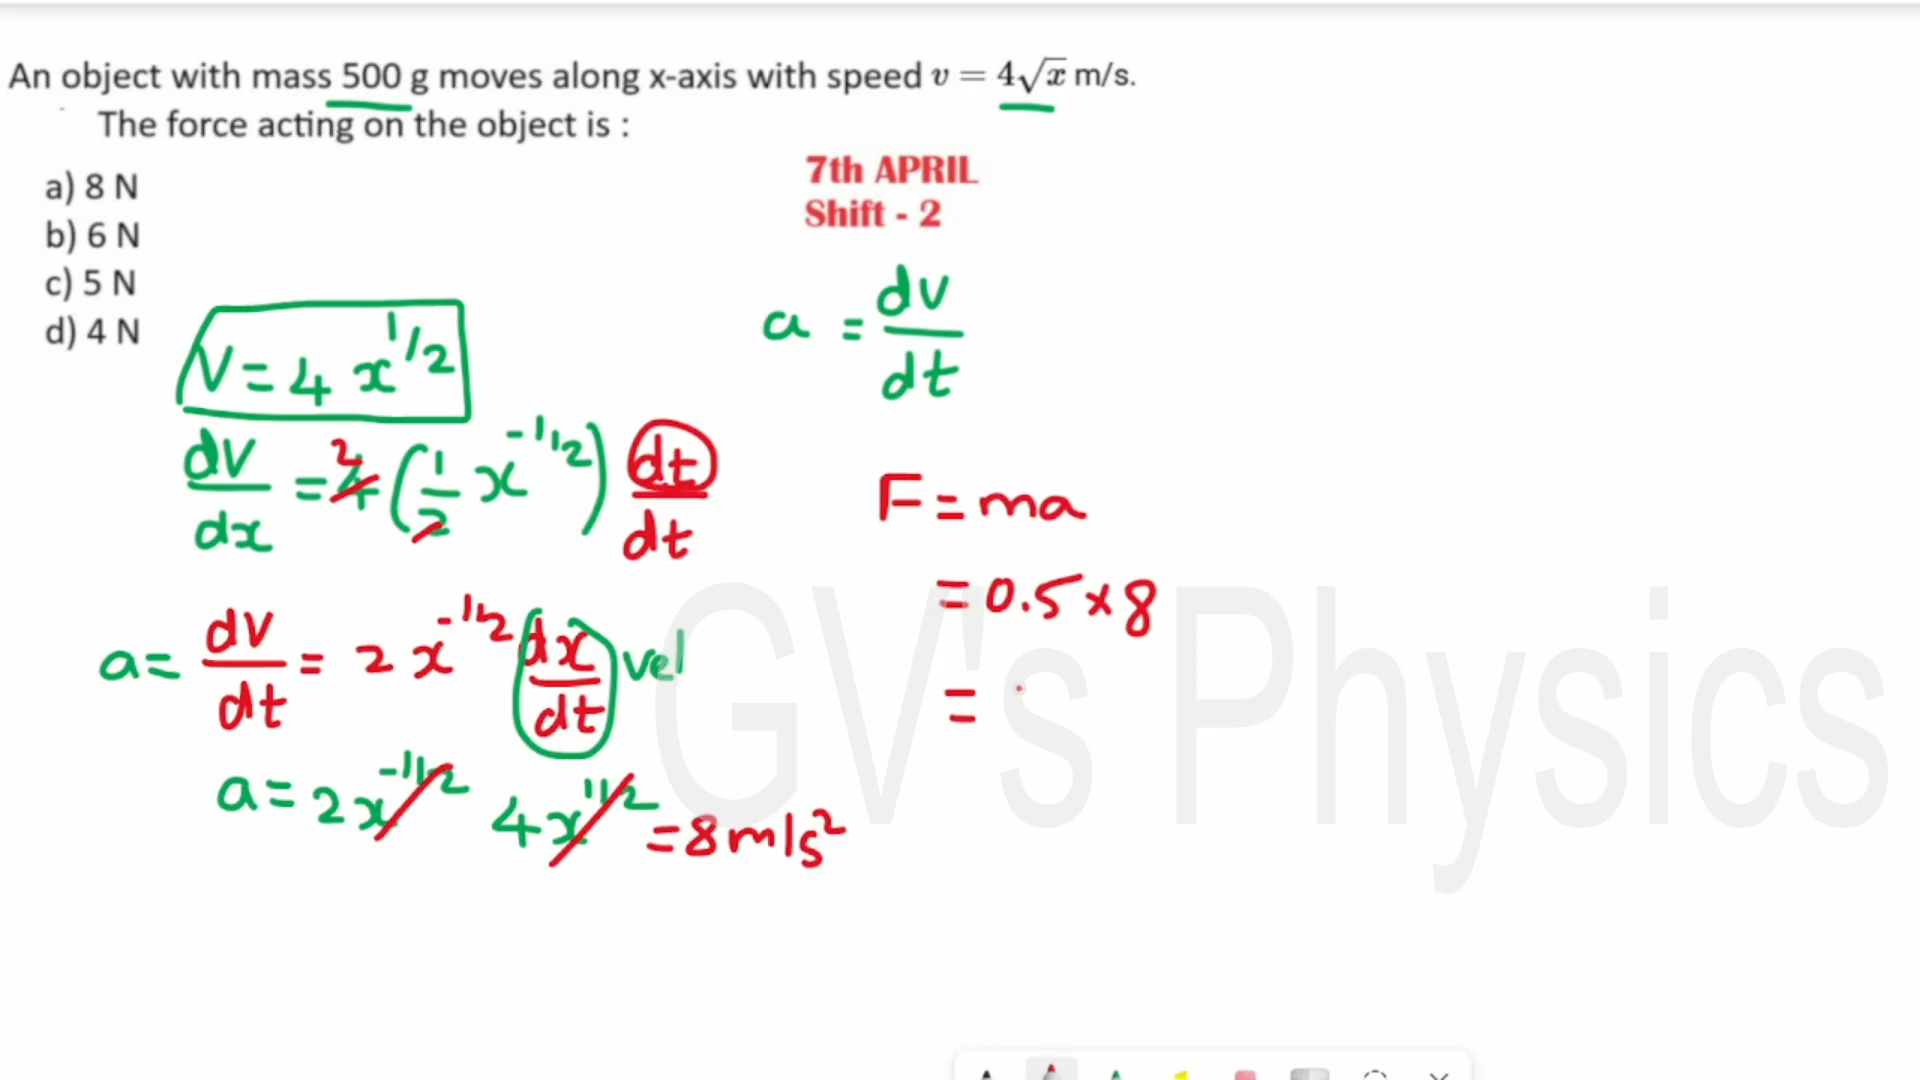 An object with mass 500 g moves along x-axis with speed v = 4√x m/s.
The force acting on the object is :
a) 8 N
b) 6 N
c) 5 N
d) 4 N
7th APRIL
Shift - 2
V = 4 x^1/2
a = dv/dt
dv/dx = 4 2 (1/2 x^-1/2) dt/dt
F = ma
= 0.5 × 8
=
a = dv/dt = 2 x^-1/2 dx/dt vel
a = 2x^-1/2 4x^1/2 = 8 m/s²
GV's Physics